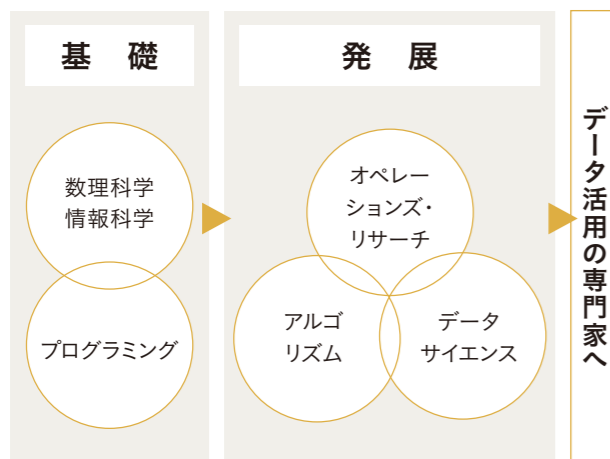 基 礎
数理科学
情報科学
プログラミング
発 展
オペレー
ションズ・
リサーチ
アルゴ
リズム
データ
サイエンス
データ活用の専門家へ